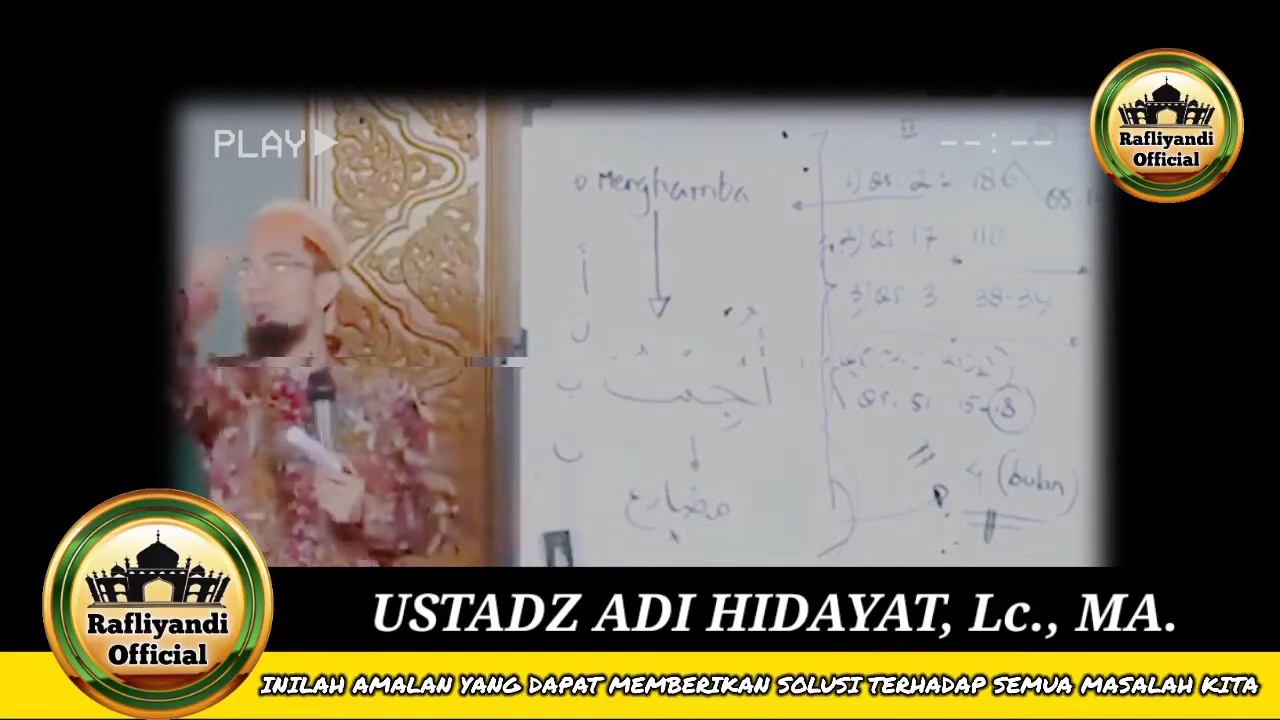 PLAY
--:--
Rafliyandi
Official
o Menghamba
II
1) QS. 2 : 186
2) QS. 17 110
3) QS. 3 38-34
QS. 51. 15-18
4 (bulan)
أ
ب
ب
ب
مضارع
Rafliyandi
Official
USTADZ ADI HIDAYAT, Lc., MA.
INILAH AMALAN YANG DAPAT MEMBERIKAN SOLUSI TERHADAP SEMUA MASALAH KITA